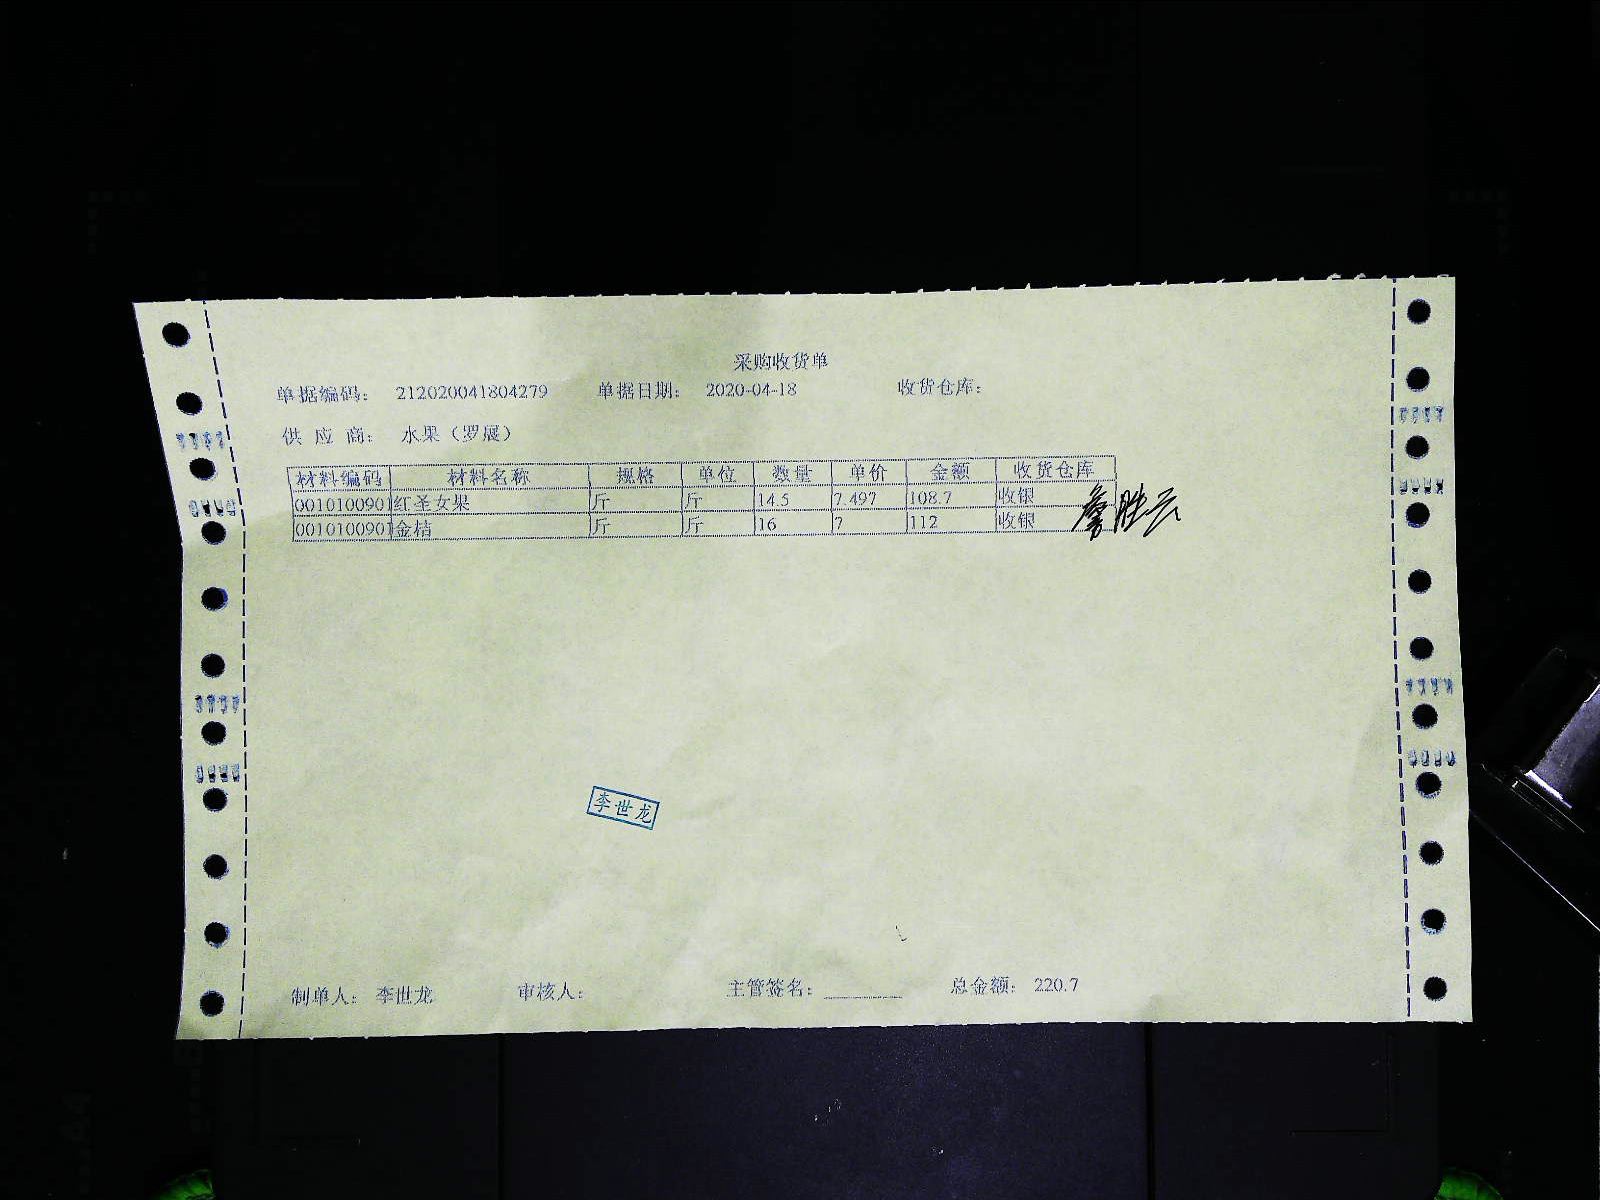 采购收货单
单据编码： 212020041804279 单据日期： 2020-04-18 收货仓库：
供 应 商： 水果（罗展）
材料编码 材料名称 规格 单位 数量 单价 金额 收货仓库
0010100901 红圣女果 斤 斤 14.5 7.497 108.7 收银
0010100901 金桔 斤 斤 16 7 112 收银
詹胜云
李世龙
制单人： 李世龙 审核人： 主管签名： 总金额： 220.7